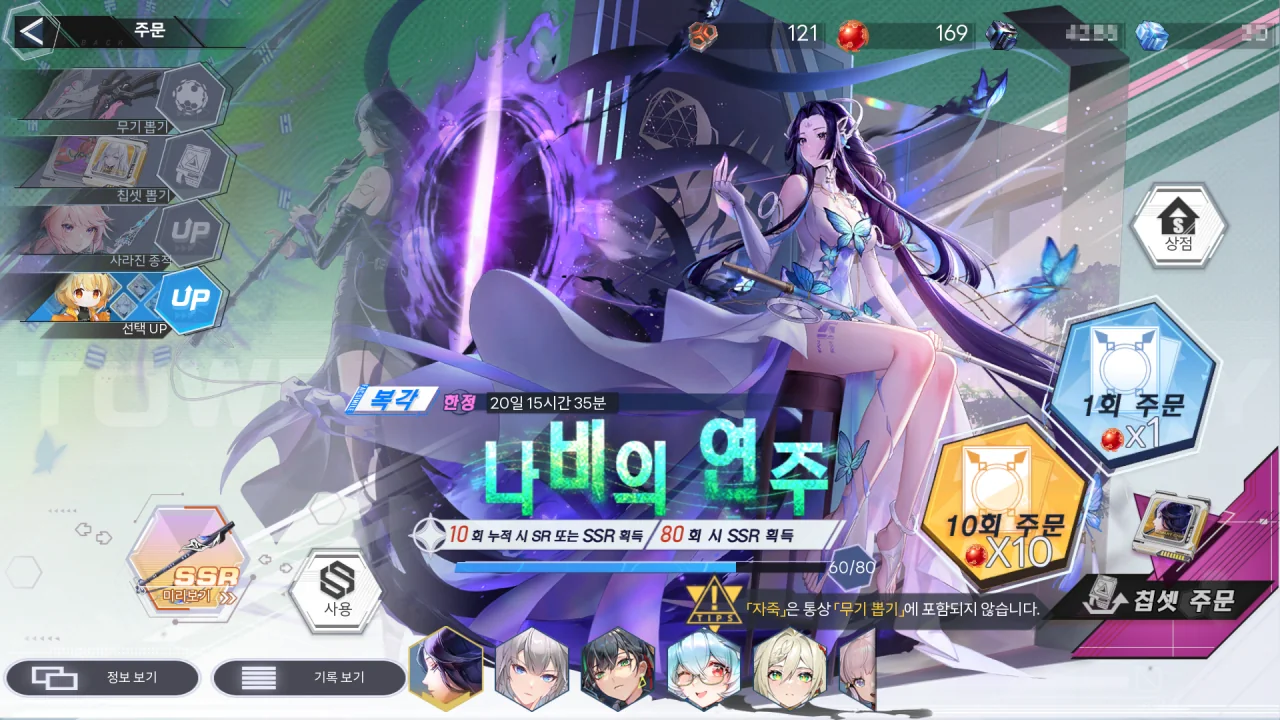 주문
BACK
121
169
무기 뽑기
칩셋 뽑기
UP
사라진 종적
UP
선택 UP
상점
1회 주문
x1
10회 주문
X10
복각
한정
20일 15시간 35분
나비의 연주
10회 누적 시 SR 또는 SSR 획득 / 80회 시 SSR 획득
60/80
TIPS
「자죽」은 통상 「무기 뽑기」에 포함되지 않습니다.
SSR
미리보기
사용
칩셋 주문
정보 보기
기록 보기